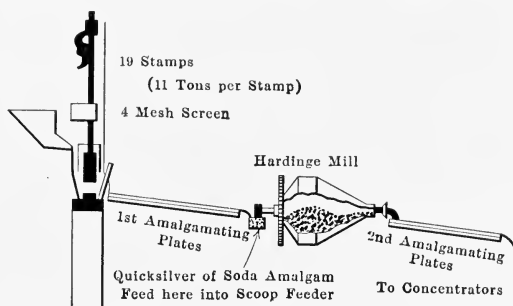 19 Stamps
(11 Tons per Stamp)
4 Mesh Screen
Hardinge Mill
1st Amalgamating
Plates
2nd Amalgamating
Plates
Quicksilver of Soda Amalgam
Feed here into Scoop Feeder
To Concentrators